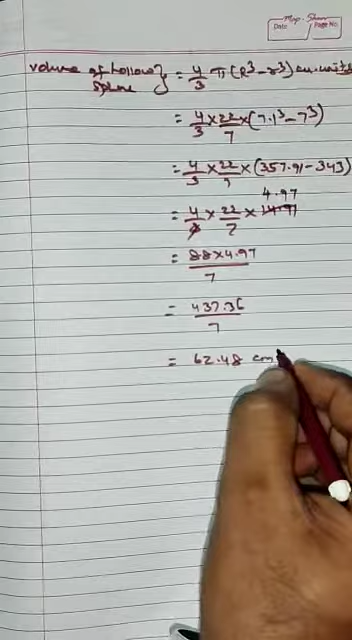 Date
Page No.
volume of hollow } = 4/3 π (R³ - r³) cu.units
= 4/3 × 22/7 × (7.1³ - 7³)
= 4/3 × 22/7 × (357.91 - 343)
4.97
= 4/3 × 22/7 × 14.91
= 88 × 4.97 / 7
= 437.36 / 7
= 62.48 cm